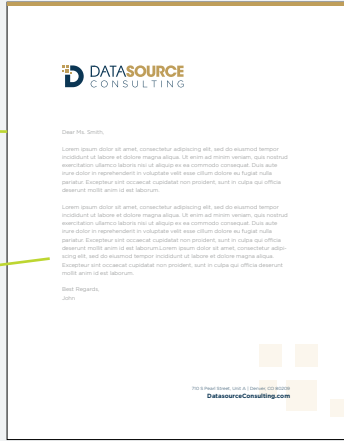 DATASOURCE
CONSULTING
Dear Ms. Smith,
Lorem ipsum dolor sit amet, consectetur adipiscing elit, sed do eiusmod tempor
incididunt ut labore et dolore magna aliqua. Ut enim ad minim veniam, quis nostrud
exercitation ullamco laboris nisi ut aliquip ex ea commodo consequat. Duis aute
irure dolor in reprehenderit in voluptate velit esse cillum dolore eu fugiat nulla
pariatur. Excepteur sint occaecat cupidatat non proident, sunt in culpa qui officia
deserunt mollit anim id est laborum.
Lorem ipsum dolor sit amet, consectetur adipiscing elit, sed do eiusmod tempor
incididunt ut labore et dolore magna aliqua. Ut enim ad minim veniam, quis nostrud
exercitation ullamco laboris nisi ut aliquip ex ea commodo consequat. Duis aute
irure dolor in reprehenderit in voluptate velit esse cillum dolore eu fugiat nulla
pariatur. Excepteur sint occaecat cupidatat non proident, sunt in culpa qui officia
deserunt mollit anim id est laborum.Lorem ipsum dolor sit amet, consectetur adipi-
scing elit, sed do eiusmod tempor incididunt ut labore et dolore magna aliqua.
Excepteur sint occaecat cupidatat non proident, sunt in culpa qui officia deserunt
mollit anim id est laborum.
Best Regards,
John
Pearl Street, Unit A | Denver CO
DatasourceConsulting.com